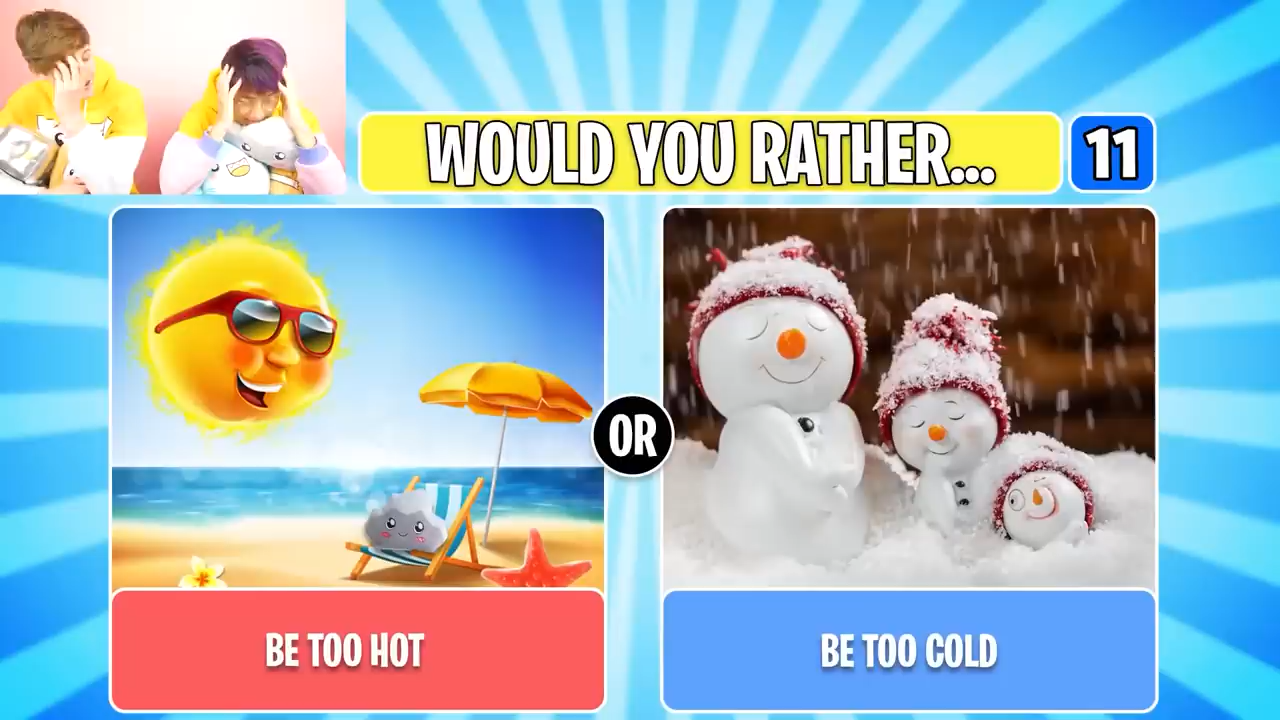 WOULD YOU RATHER...
11
OR
BE TOO HOT
BE TOO COLD